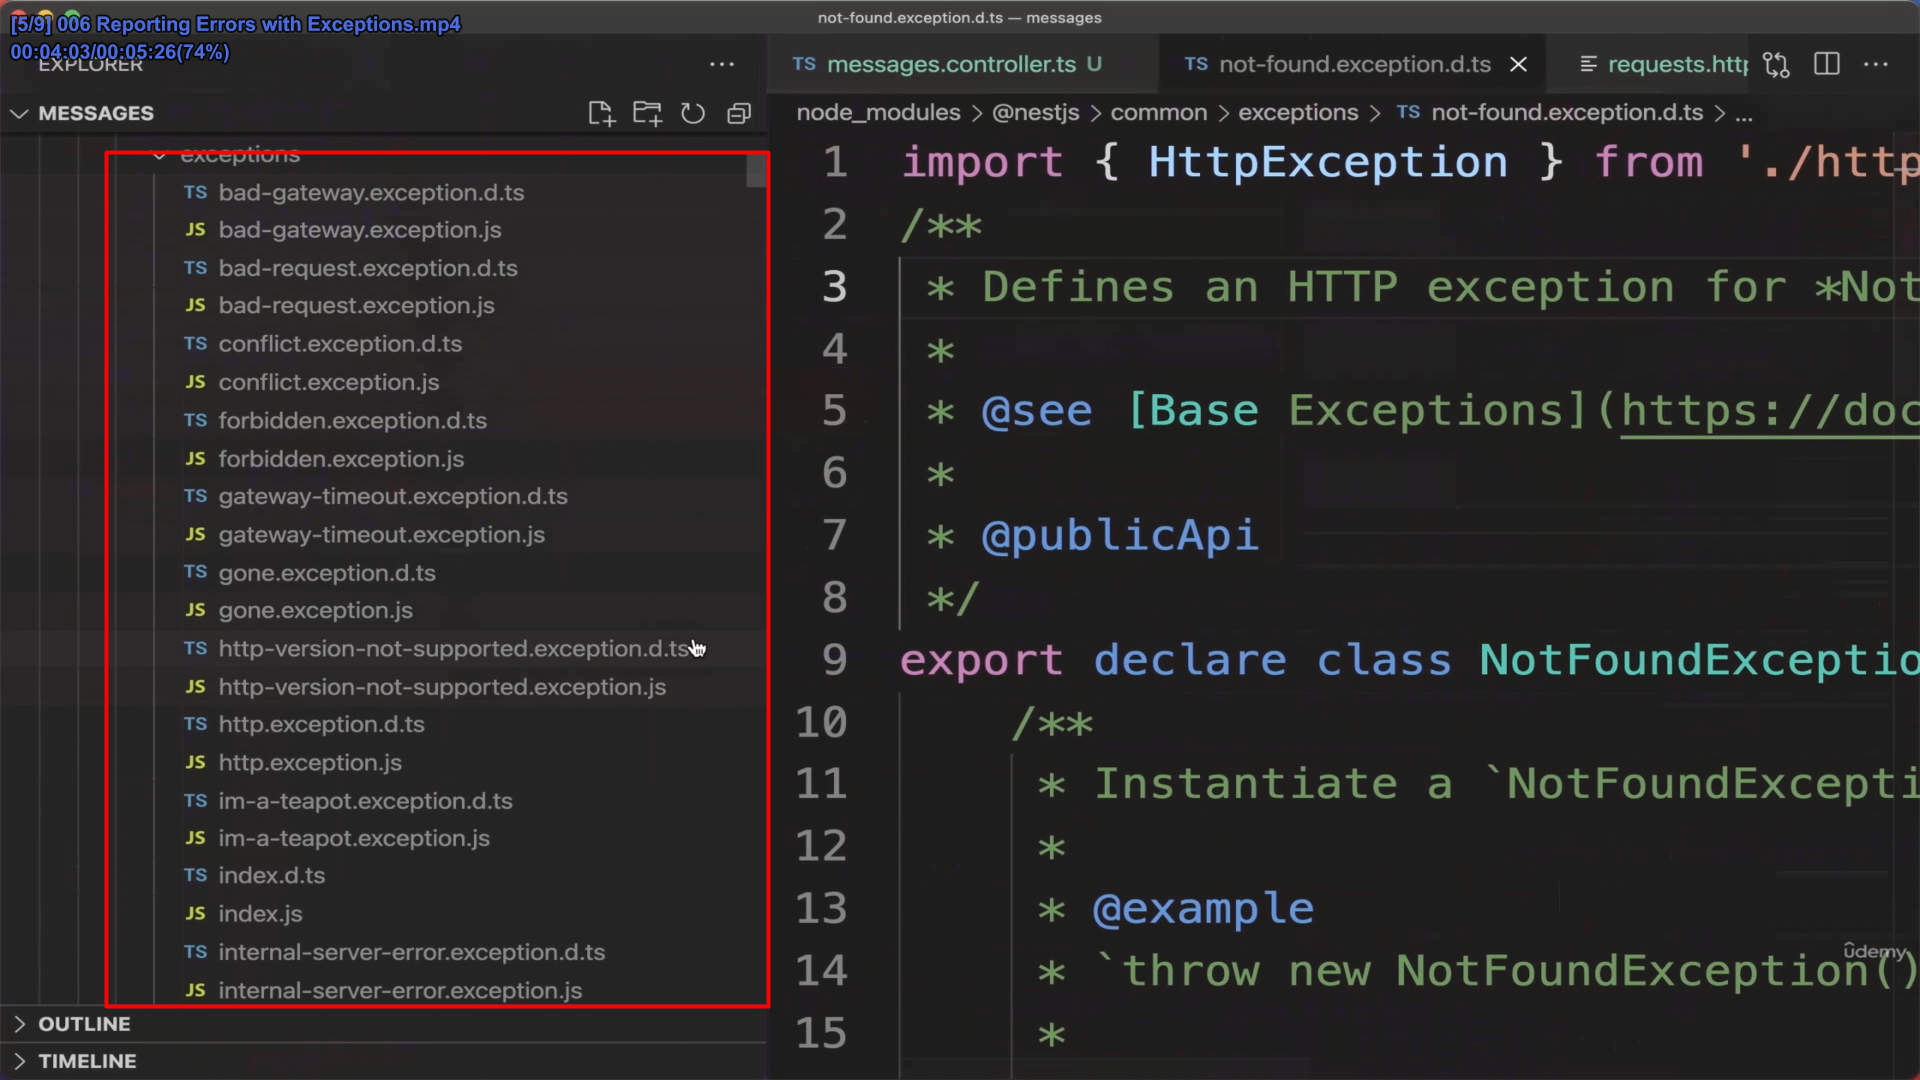 [5/9] 006 Reporting Errors with Exceptions.mp4
00:04:03/00:05:26(74%)
not-found.exception.d.ts — messages
EXPLORER
MESSAGES
exceptions
TS bad-gateway.exception.d.ts
JS bad-gateway.exception.js
TS bad-request.exception.d.ts
JS bad-request.exception.js
TS conflict.exception.d.ts
JS conflict.exception.js
TS forbidden.exception.d.ts
JS forbidden.exception.js
TS gateway-timeout.exception.d.ts
JS gateway-timeout.exception.js
TS gone.exception.d.ts
JS gone.exception.js
TS http-version-not-supported.exception.d.ts
JS http-version-not-supported.exception.js
TS http.exception.d.ts
JS http.exception.js
TS im-a-teapot.exception.d.ts
JS im-a-teapot.exception.js
TS index.d.ts
JS index.js
TS internal-server-error.exception.d.ts
JS internal-server-error.exception.js
OUTLINE
TIMELINE
TS messages.controller.ts U
TS not-found.exception.d.ts
requests.http
node_modules > @nestjs > common > exceptions > TS not-found.exception.d.ts > ...
1 import { HttpException } from './http
2 /**
3 * Defines an HTTP exception for *Not
4 *
5 * @see [Base Exceptions](https://doc
6 *
7 * @publicApi
8 */
9 export declare class NotFoundExceptio
10 /**
11 * Instantiate a `NotFoundExcepti
12 *
13 * @example
14 * `throw new NotFoundException()
15 *
udemy